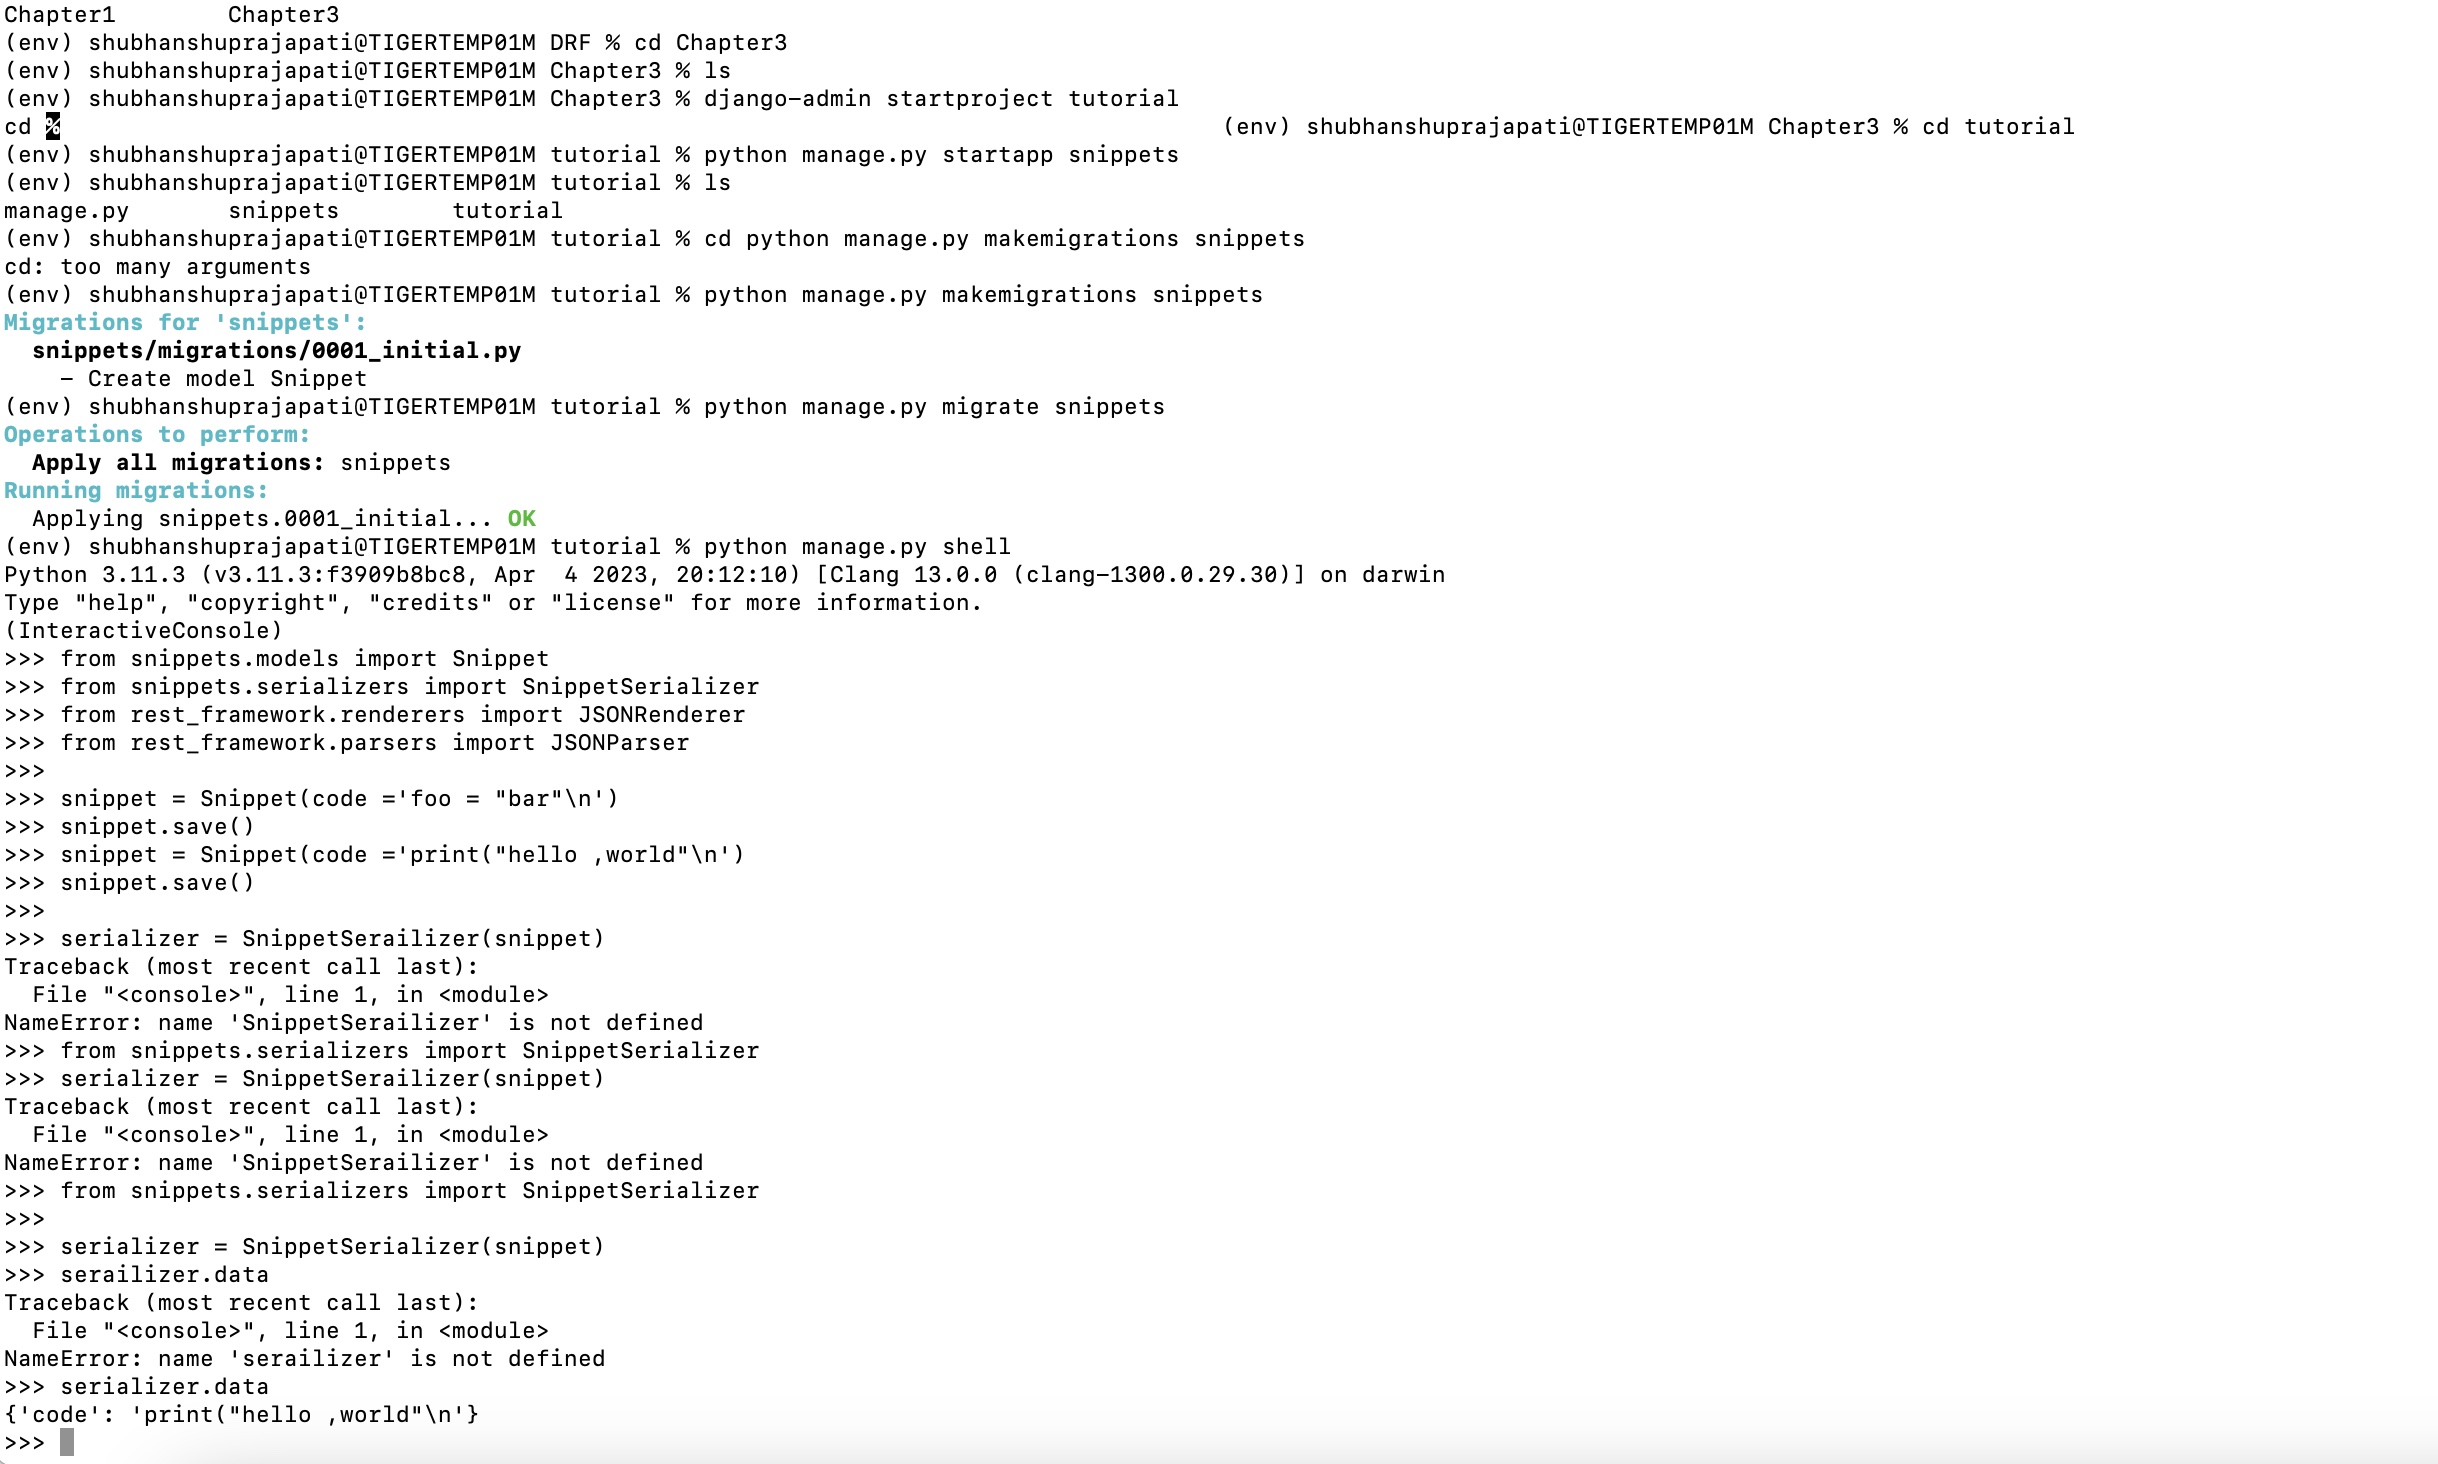 Chapter1        Chapter3
(env) shubhanshuprajapati@TIGERTEMP01M DRF % cd Chapter3
(env) shubhanshuprajapati@TIGERTEMP01M Chapter3 % ls
(env) shubhanshuprajapati@TIGERTEMP01M Chapter3 % django-admin startproject tutorial
cd %                                                                                   (env) shubhanshuprajapati@TIGERTEMP01M Chapter3 % cd tutorial
(env) shubhanshuprajapati@TIGERTEMP01M tutorial % python manage.py startapp snippets
(env) shubhanshuprajapati@TIGERTEMP01M tutorial % ls
manage.py       snippets        tutorial
(env) shubhanshuprajapati@TIGERTEMP01M tutorial % cd python manage.py makemigrations snippets
cd: too many arguments
(env) shubhanshuprajapati@TIGERTEMP01M tutorial % python manage.py makemigrations snippets
Migrations for 'snippets':
  snippets/migrations/0001_initial.py
    - Create model Snippet
(env) shubhanshuprajapati@TIGERTEMP01M tutorial % python manage.py migrate snippets
Operations to perform:
  Apply all migrations: snippets
Running migrations:
  Applying snippets.0001_initial... OK
(env) shubhanshuprajapati@TIGERTEMP01M tutorial % python manage.py shell
Python 3.11.3 (v3.11.3:f3909b8bc8, Apr  4 2023, 20:12:10) [Clang 13.0.0 (clang-1300.0.29.30)] on darwin
Type "help", "copyright", "credits" or "license" for more information.
(InteractiveConsole)
>>> from snippets.models import Snippet
>>> from snippets.serializers import SnippetSerializer
>>> from rest_framework.renderers import JSONRenderer
>>> from rest_framework.parsers import JSONParser
>>>
>>> snippet = Snippet(code ='foo = "bar"\n')
>>> snippet.save()
>>> snippet = Snippet(code ='print("hello ,world"\n')
>>> snippet.save()
>>>
>>> serializer = SnippetSerailizer(snippet)
Traceback (most recent call last):
  File "<console>", line 1, in <module>
NameError: name 'SnippetSerailizer' is not defined
>>> from snippets.serializers import SnippetSerializer
>>> serializer = SnippetSerailizer(snippet)
Traceback (most recent call last):
  File "<console>", line 1, in <module>
NameError: name 'SnippetSerailizer' is not defined
>>> from snippets.serializers import SnippetSerializer
>>>
>>> serializer = SnippetSerializer(snippet)
>>> serailizer.data
Traceback (most recent call last):
  File "<console>", line 1, in <module>
NameError: name 'serailizer' is not defined
>>> serializer.data
{'code': 'print("hello ,world"\n'}
>>>